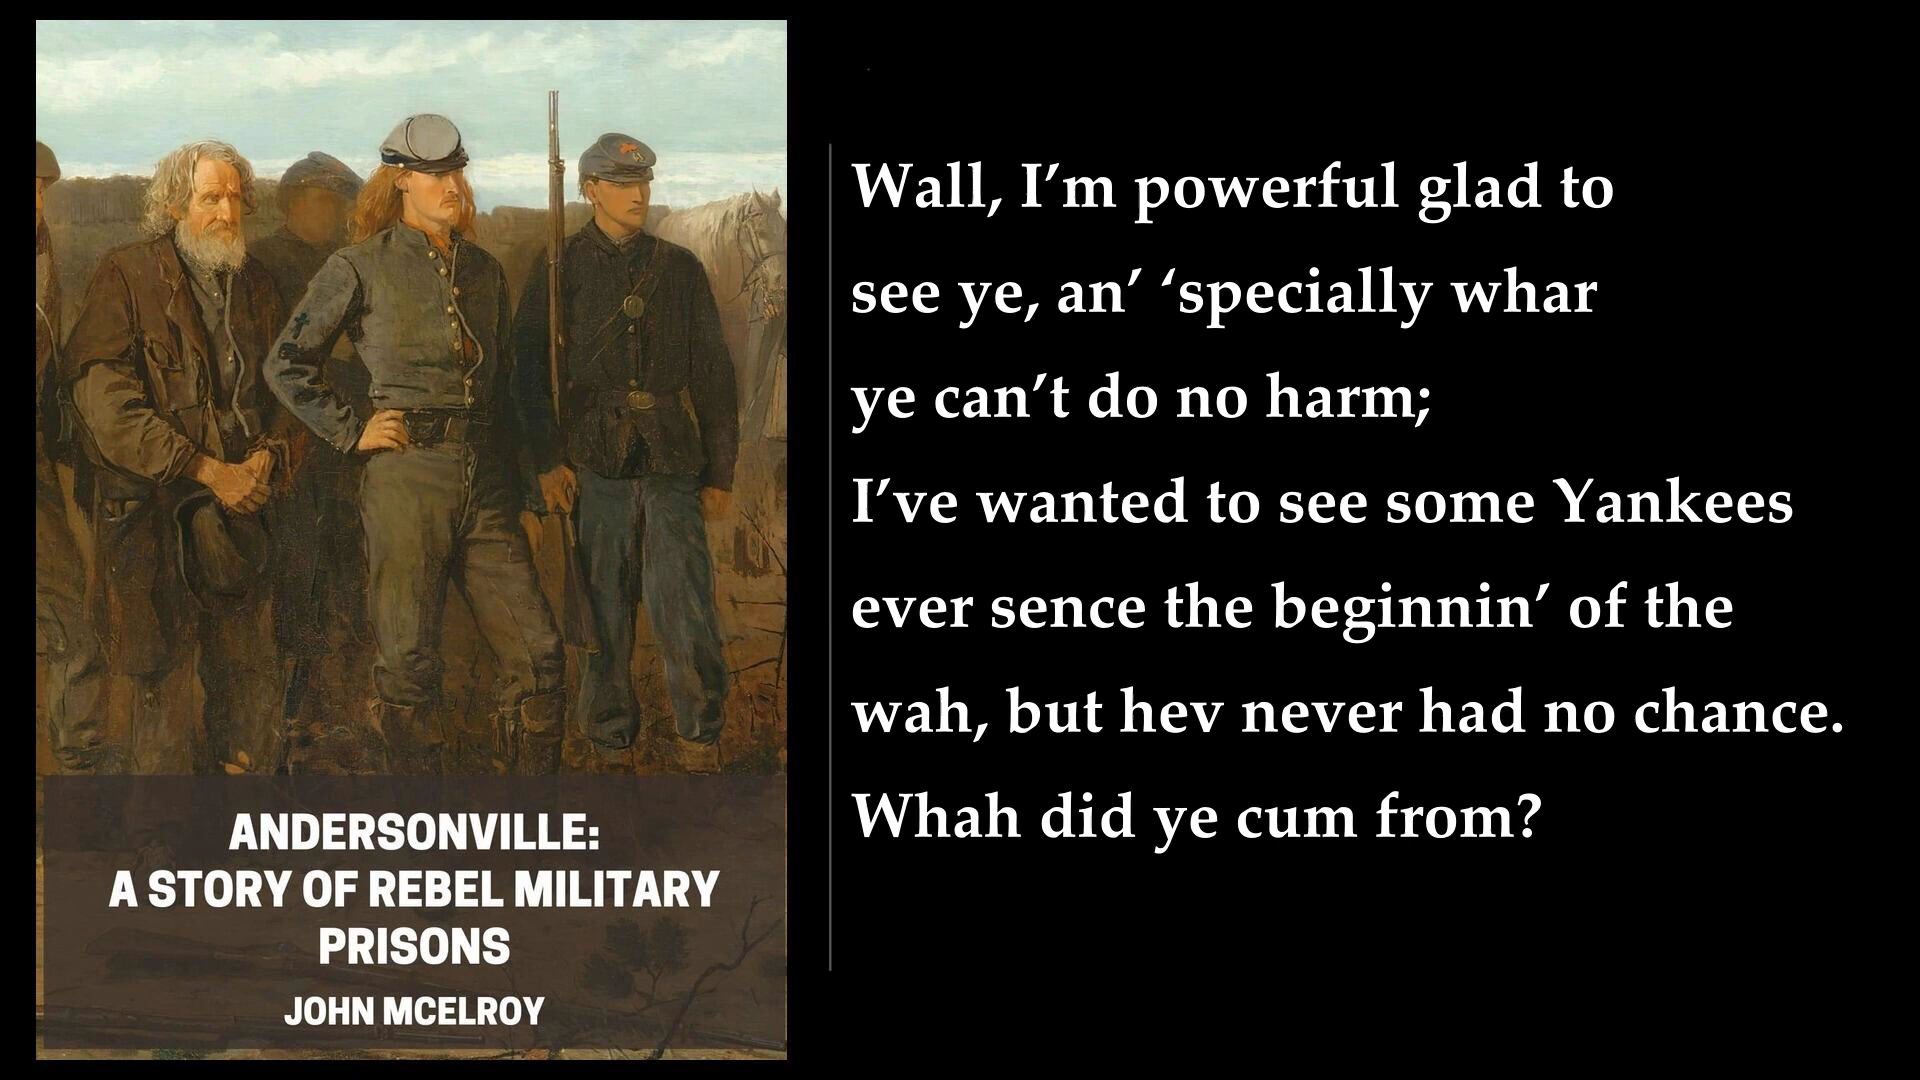 ANDERSONVILLE:
A STORY OF REBEL MILITARY
PRISONS
JOHN MCELROY
Wall, I’m powerful glad to
see ye, an’ ‘specially whar
ye can’t do no harm;
I’ve wanted to see some Yankees
ever sence the beginnin’ of the
wah, but hev never had no chance.
Whah did ye cum from?